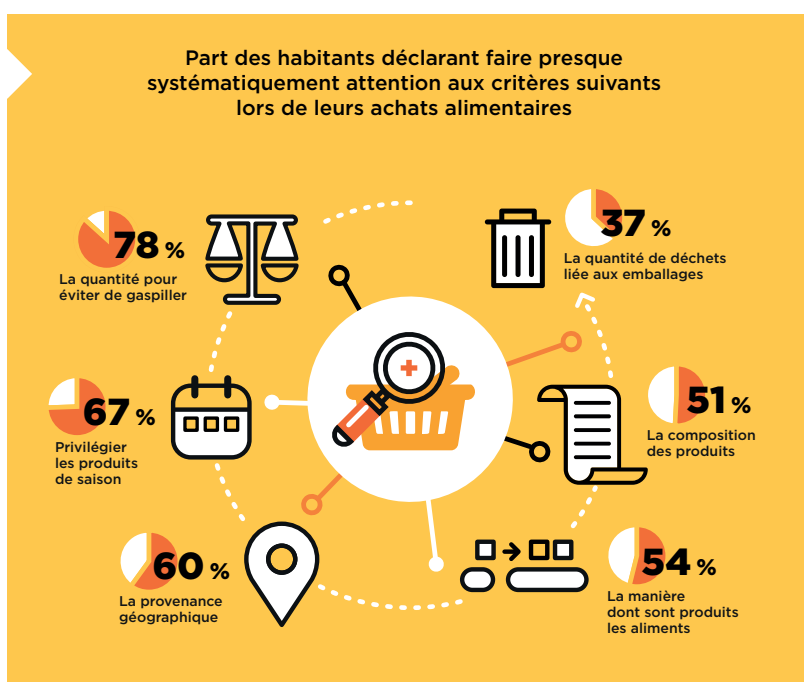 Part des habitants déclarant faire presque
systématiquement attention aux critères suivants
lors de leurs achats alimentaires
78 %
La quantité pour
éviter de gaspiller
67 %
Privilégier
les produits
de saison
60 %
La provenance
géographique
54 %
La manière
dont sont produits
les aliments
51 %
La composition
des produits
37 %
La quantité de déchets
liée aux emballages